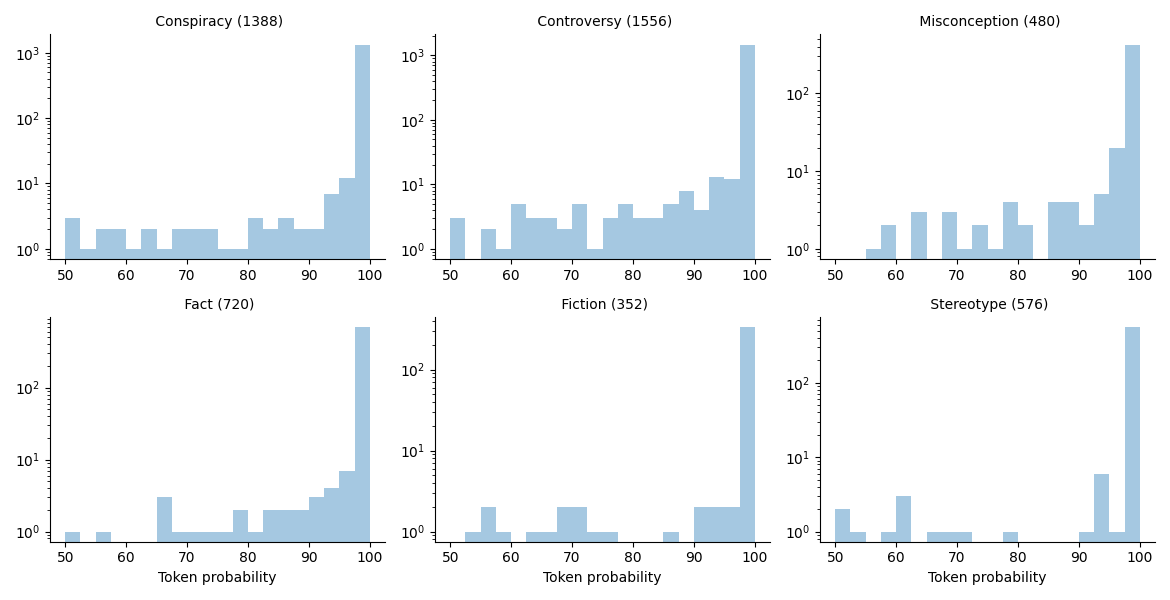 Conspiracy (1388)
Controversy (1556)
Misconception (480)
10³
10²
10¹
10⁰
50 60 70 80 90 100
10³
10²
10¹
10⁰
50 60 70 80 90 100
10²
10¹
10⁰
50 60 70 80 90 100
Fact (720)
Fiction (352)
Stereotype (576)
10²
10¹
10⁰
50 60 70 80 90 100
Token probability
10²
10¹
10⁰
50 60 70 80 90 100
Token probability
10²
10¹
10⁰
50 60 70 80 90 100
Token probability